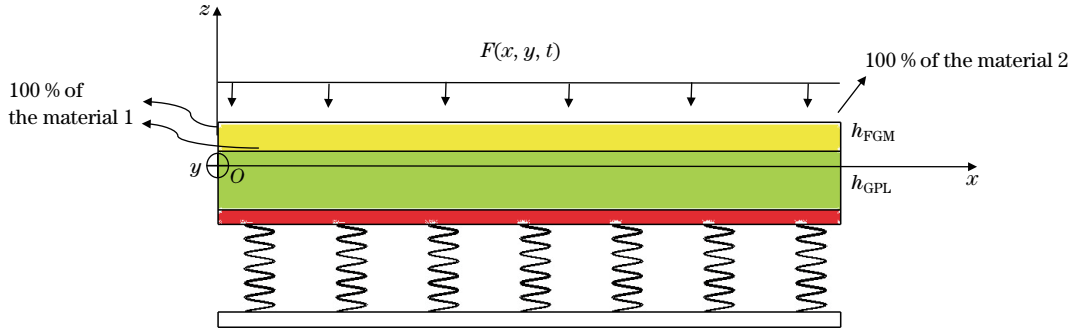 z
F(x, y, t)
100 % of the material 2
100 % of
the material 1
h_FGM
y
O
h_GPL
x